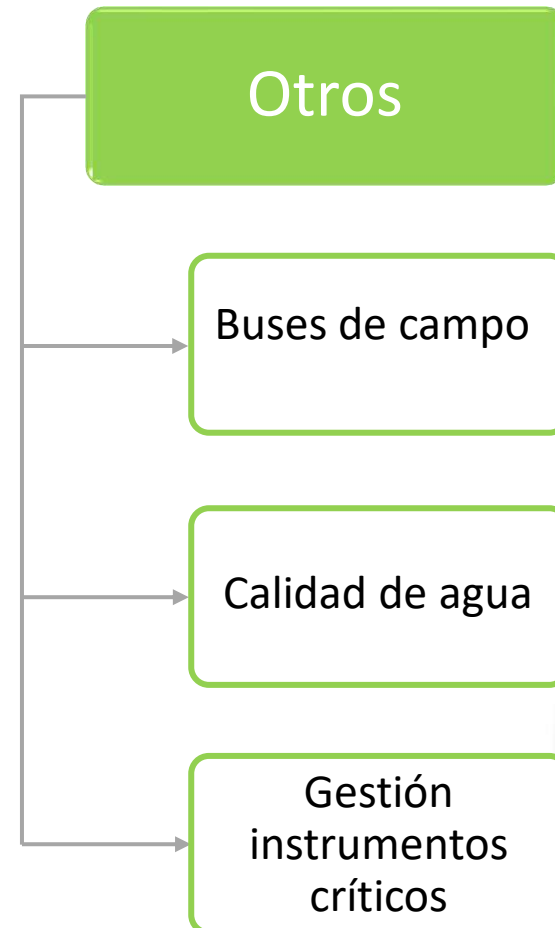 Otros
Buses de campo
Calidad de agua
Gestión
instrumentos
críticos